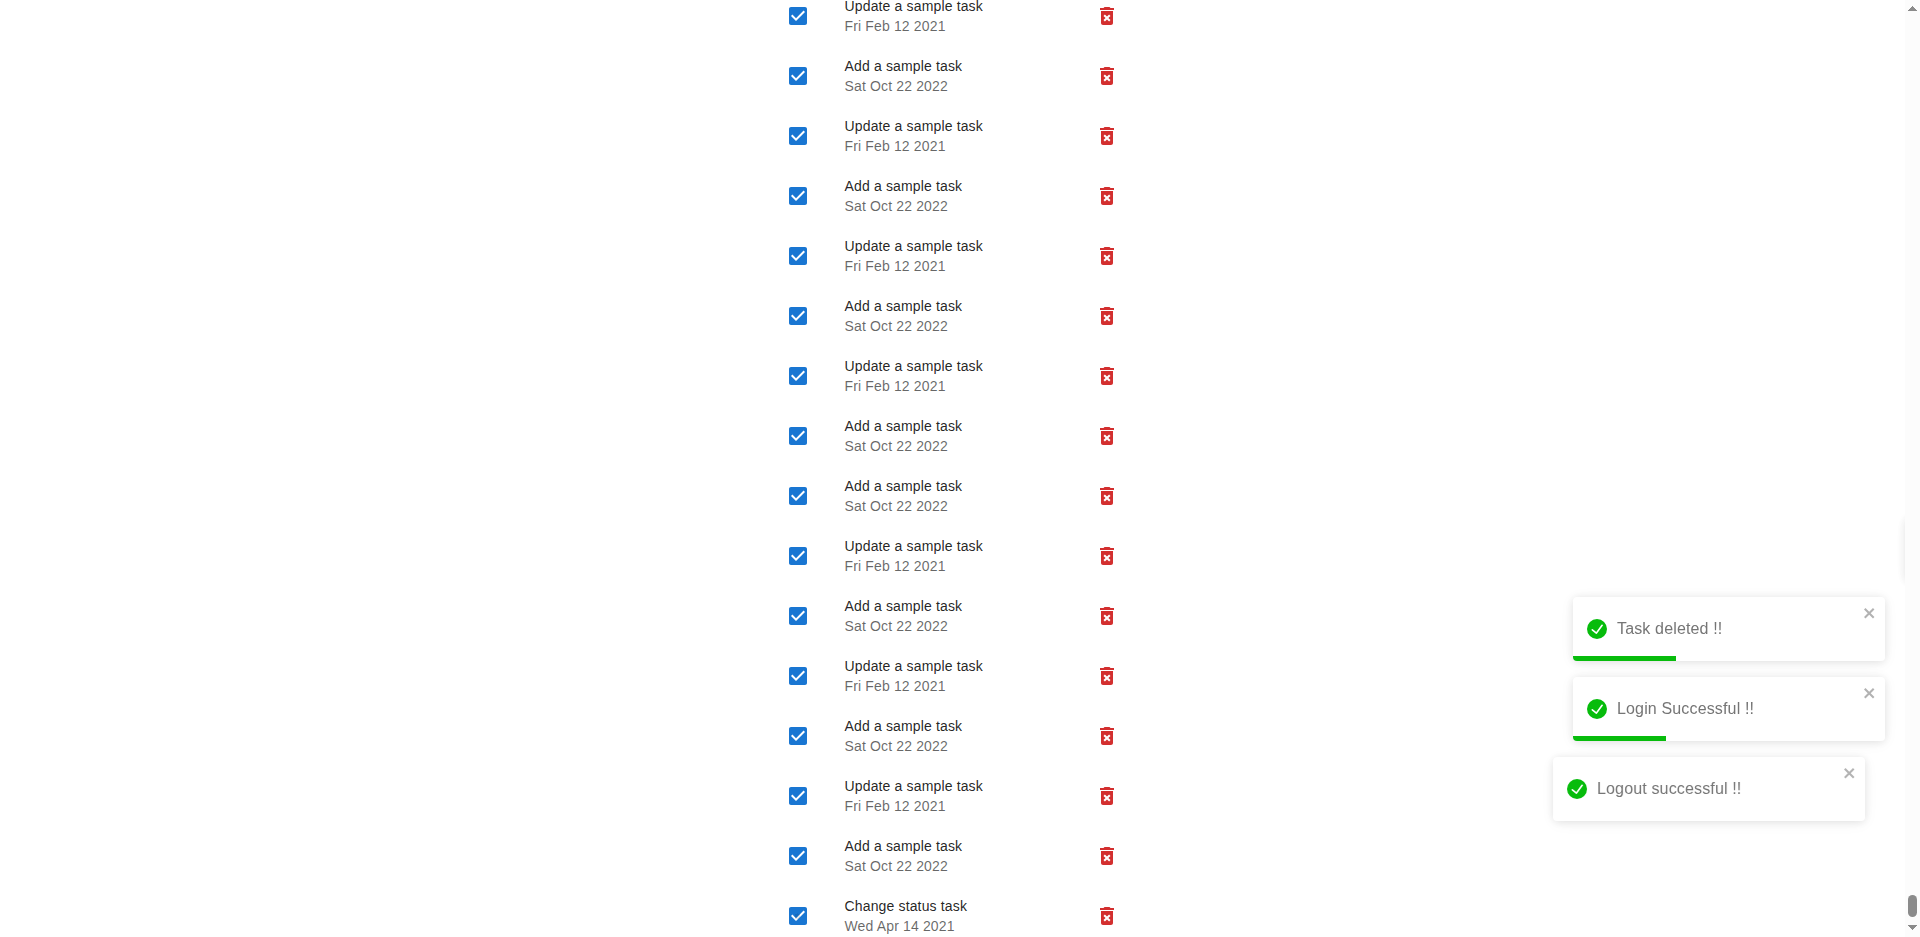 Update a sample task
Fri Feb 12 2021
Add a sample task
Sat Oct 22 2022
Update a sample task
Fri Feb 12 2021
Add a sample task
Sat Oct 22 2022
Update a sample task
Fri Feb 12 2021
Add a sample task
Sat Oct 22 2022
Update a sample task
Fri Feb 12 2021
Add a sample task
Sat Oct 22 2022
Add a sample task
Sat Oct 22 2022
Update a sample task
Fri Feb 12 2021
Add a sample task
Sat Oct 22 2022
Update a sample task
Fri Feb 12 2021
Add a sample task
Sat Oct 22 2022
Update a sample task
Fri Feb 12 2021
Add a sample task
Sat Oct 22 2022
Change status task
Wed Apr 14 2021
Task deleted !!
Login Successful !!
Logout successful !!